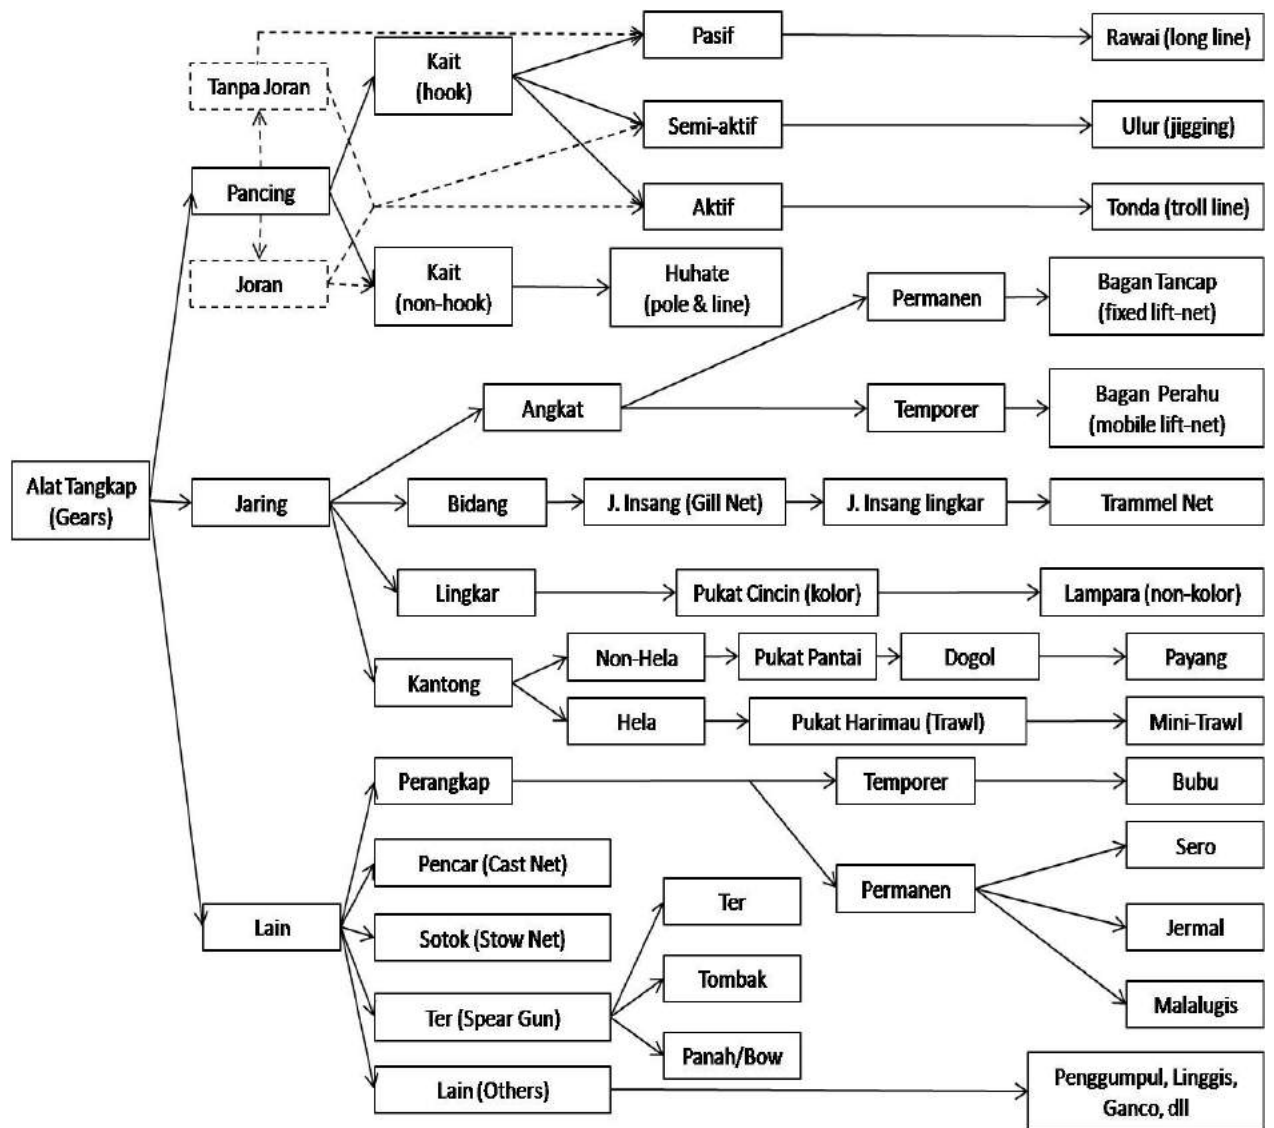 Pasif
Rawai (long line)
Kait
(hook)
Tanpa Joran
Semi-aktif
Ulur (jigging)
Pancing
Aktif
Tonda (troll line)
Joran
Kait
(non-hook)
Huhate
(pole & line)
Permanen
Bagan Tancap
(fixed lift-net)
Angkat
Temporer
Bagan Perahu
(mobile lift-net)
Alat Tangkap
(Gears)
Jaring
Bidang
J. Insang (Gill Net)
J. Insang lingkar
Trammel Net
Lingkar
Pukat Cincin (kolor)
Lampara (non-kolor)
Kantong
Non-Hela
Pukat Pantai
Dogol
Payang
Hela
Pukat Harimau (Trawl)
Mini-Trawl
Perangkap
Temporer
Bubu
Pencar (Cast Net)
Permanen
Sero
Lain
Sotok (Stow Net)
Ter
Jermal
Tombak
Malalugis
Ter (Spear Gun)
Panah/Bow
Lain (Others)
Penggumpul, Linggis,
Ganco, dll